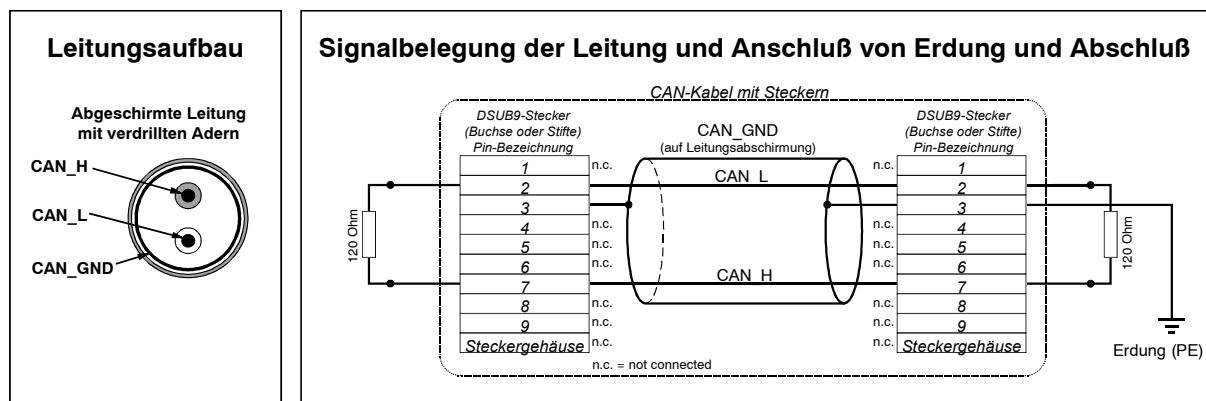 Leitungsaufbau
Abgeschirmte Leitung
mit verdrillten Adern
CAN_H
CAN_L
CAN_GND
Signalbelegung der Leitung und Anschluß von Erdung und Abschluß
CAN-Kabel mit Steckern
DSUB9-Stecker
(Buchse oder Stifte)
Pin-Bezeichnung
CAN_GND
(auf Leitungsabschirmung)
DSUB9-Stecker
(Buchse oder Stifte)
Pin-Bezeichnung
1 n.c.
2
3
4 n.c.
5 n.c.
6 n.c.
7
8 n.c.
9 n.c.
Steckergehäuse n.c.
120 Ohm
CAN_L
CAN_H
n.c. 1
2
3
n.c. 4
n.c. 5
n.c. 6
7
n.c. 8
n.c. 9
n.c. Steckergehäuse
120 Ohm
n.c. = not connected
Erdung (PE)